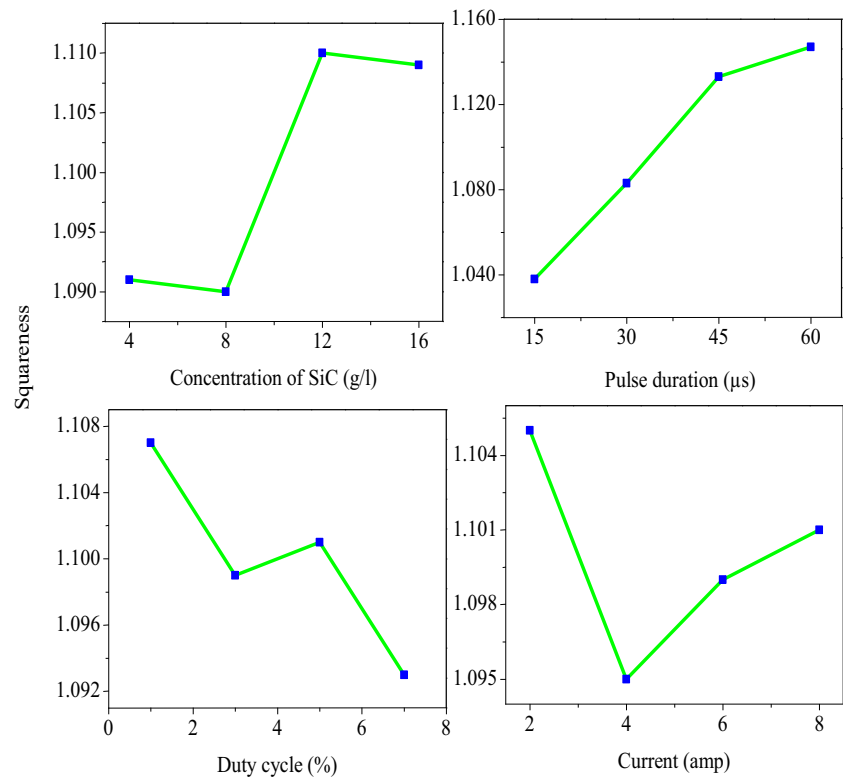 Squareness
1.110
1.105
1.100
1.095
1.090
4 8 12 16
Concentration of SiC (g/l)
1.160
1.120
1.080
1.040
15 30 45 60
Pulse duration (µs)
1.108
1.104
1.100
1.096
1.092
0 2 4 6 8
Duty cycle (%)
1.104
1.101
1.098
1.095
2 4 6 8
Current (amp)